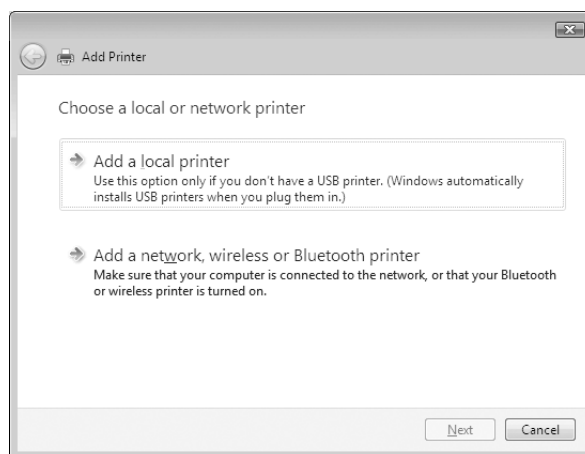 Add Printer
Choose a local or network printer
Add a local printer
Use this option only if you don't have a USB printer. (Windows automatically
installs USB printers when you plug them in.)
Add a network, wireless or Bluetooth printer
Make sure that your computer is connected to the network, or that your Bluetooth
or wireless printer is turned on.
Next Cancel